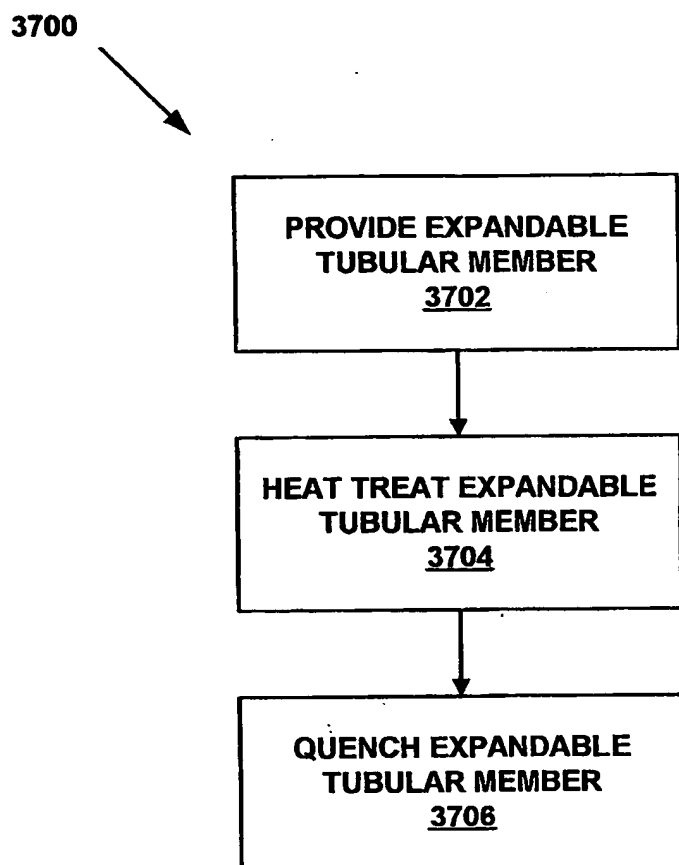 3700
PROVIDE EXPANDABLE
TUBULAR MEMBER
3702
HEAT TREAT EXPANDABLE
TUBULAR MEMBER
3704
QUENCH EXPANDABLE
TUBULAR MEMBER
3706